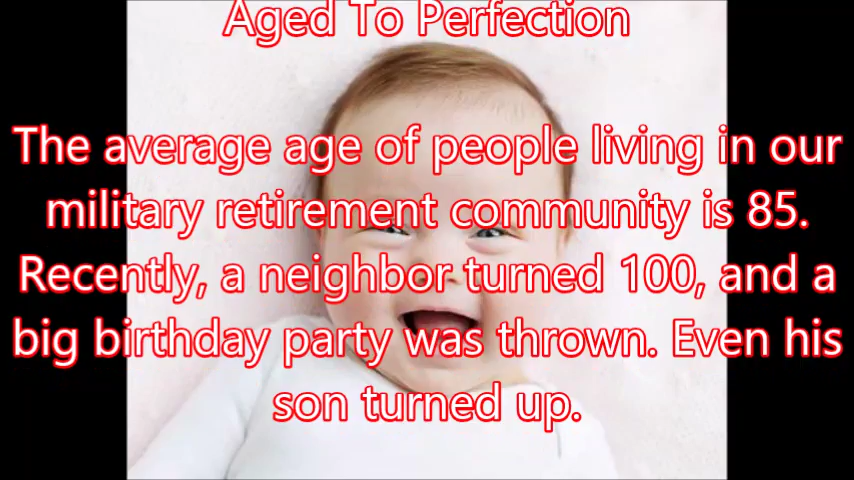 Aged To Perfection
The average age of people living in our
military retirement community is 85.
Recently, a neighbor turned 100, and a
big birthday party was thrown. Even his
son turned up.